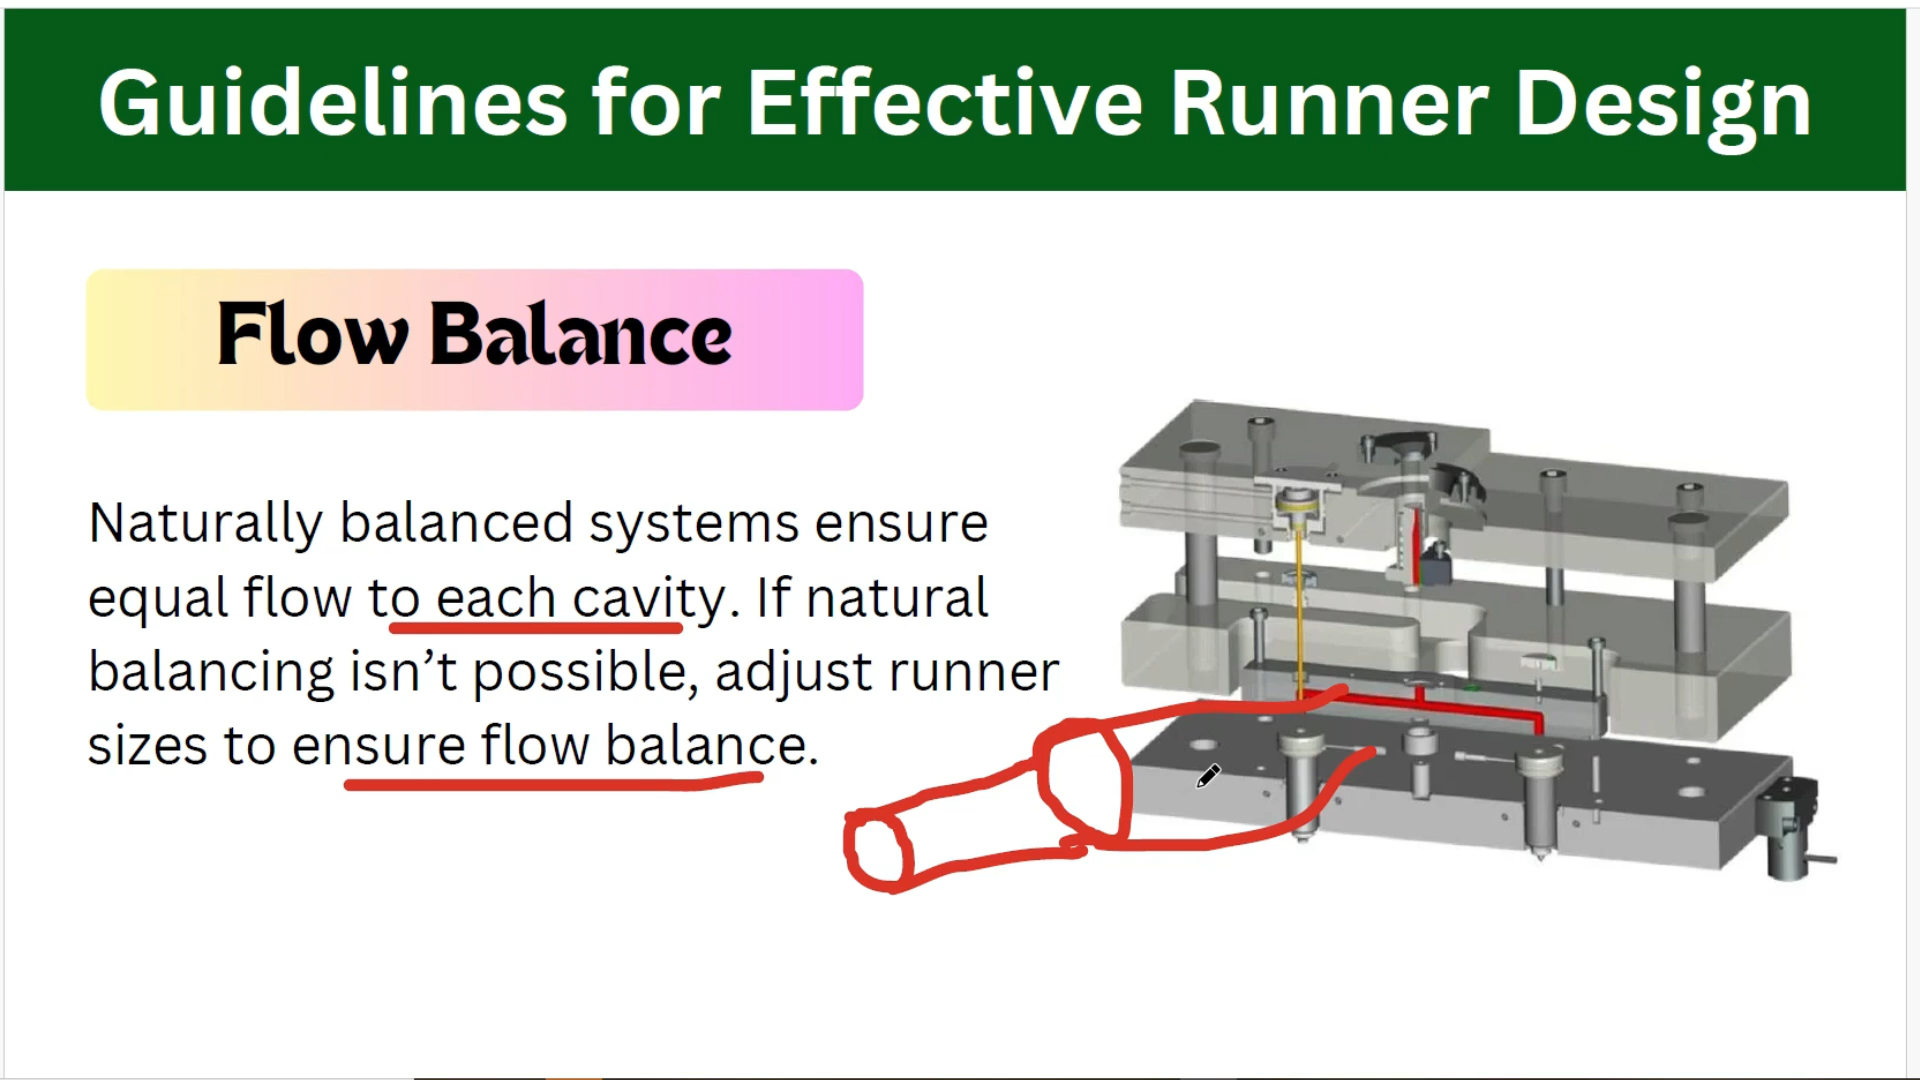 Guidelines for Effective Runner Design
Flow Balance
Naturally balanced systems ensure
equal flow to each cavity. If natural
balancing isn’t possible, adjust runner
sizes to ensure flow balance.